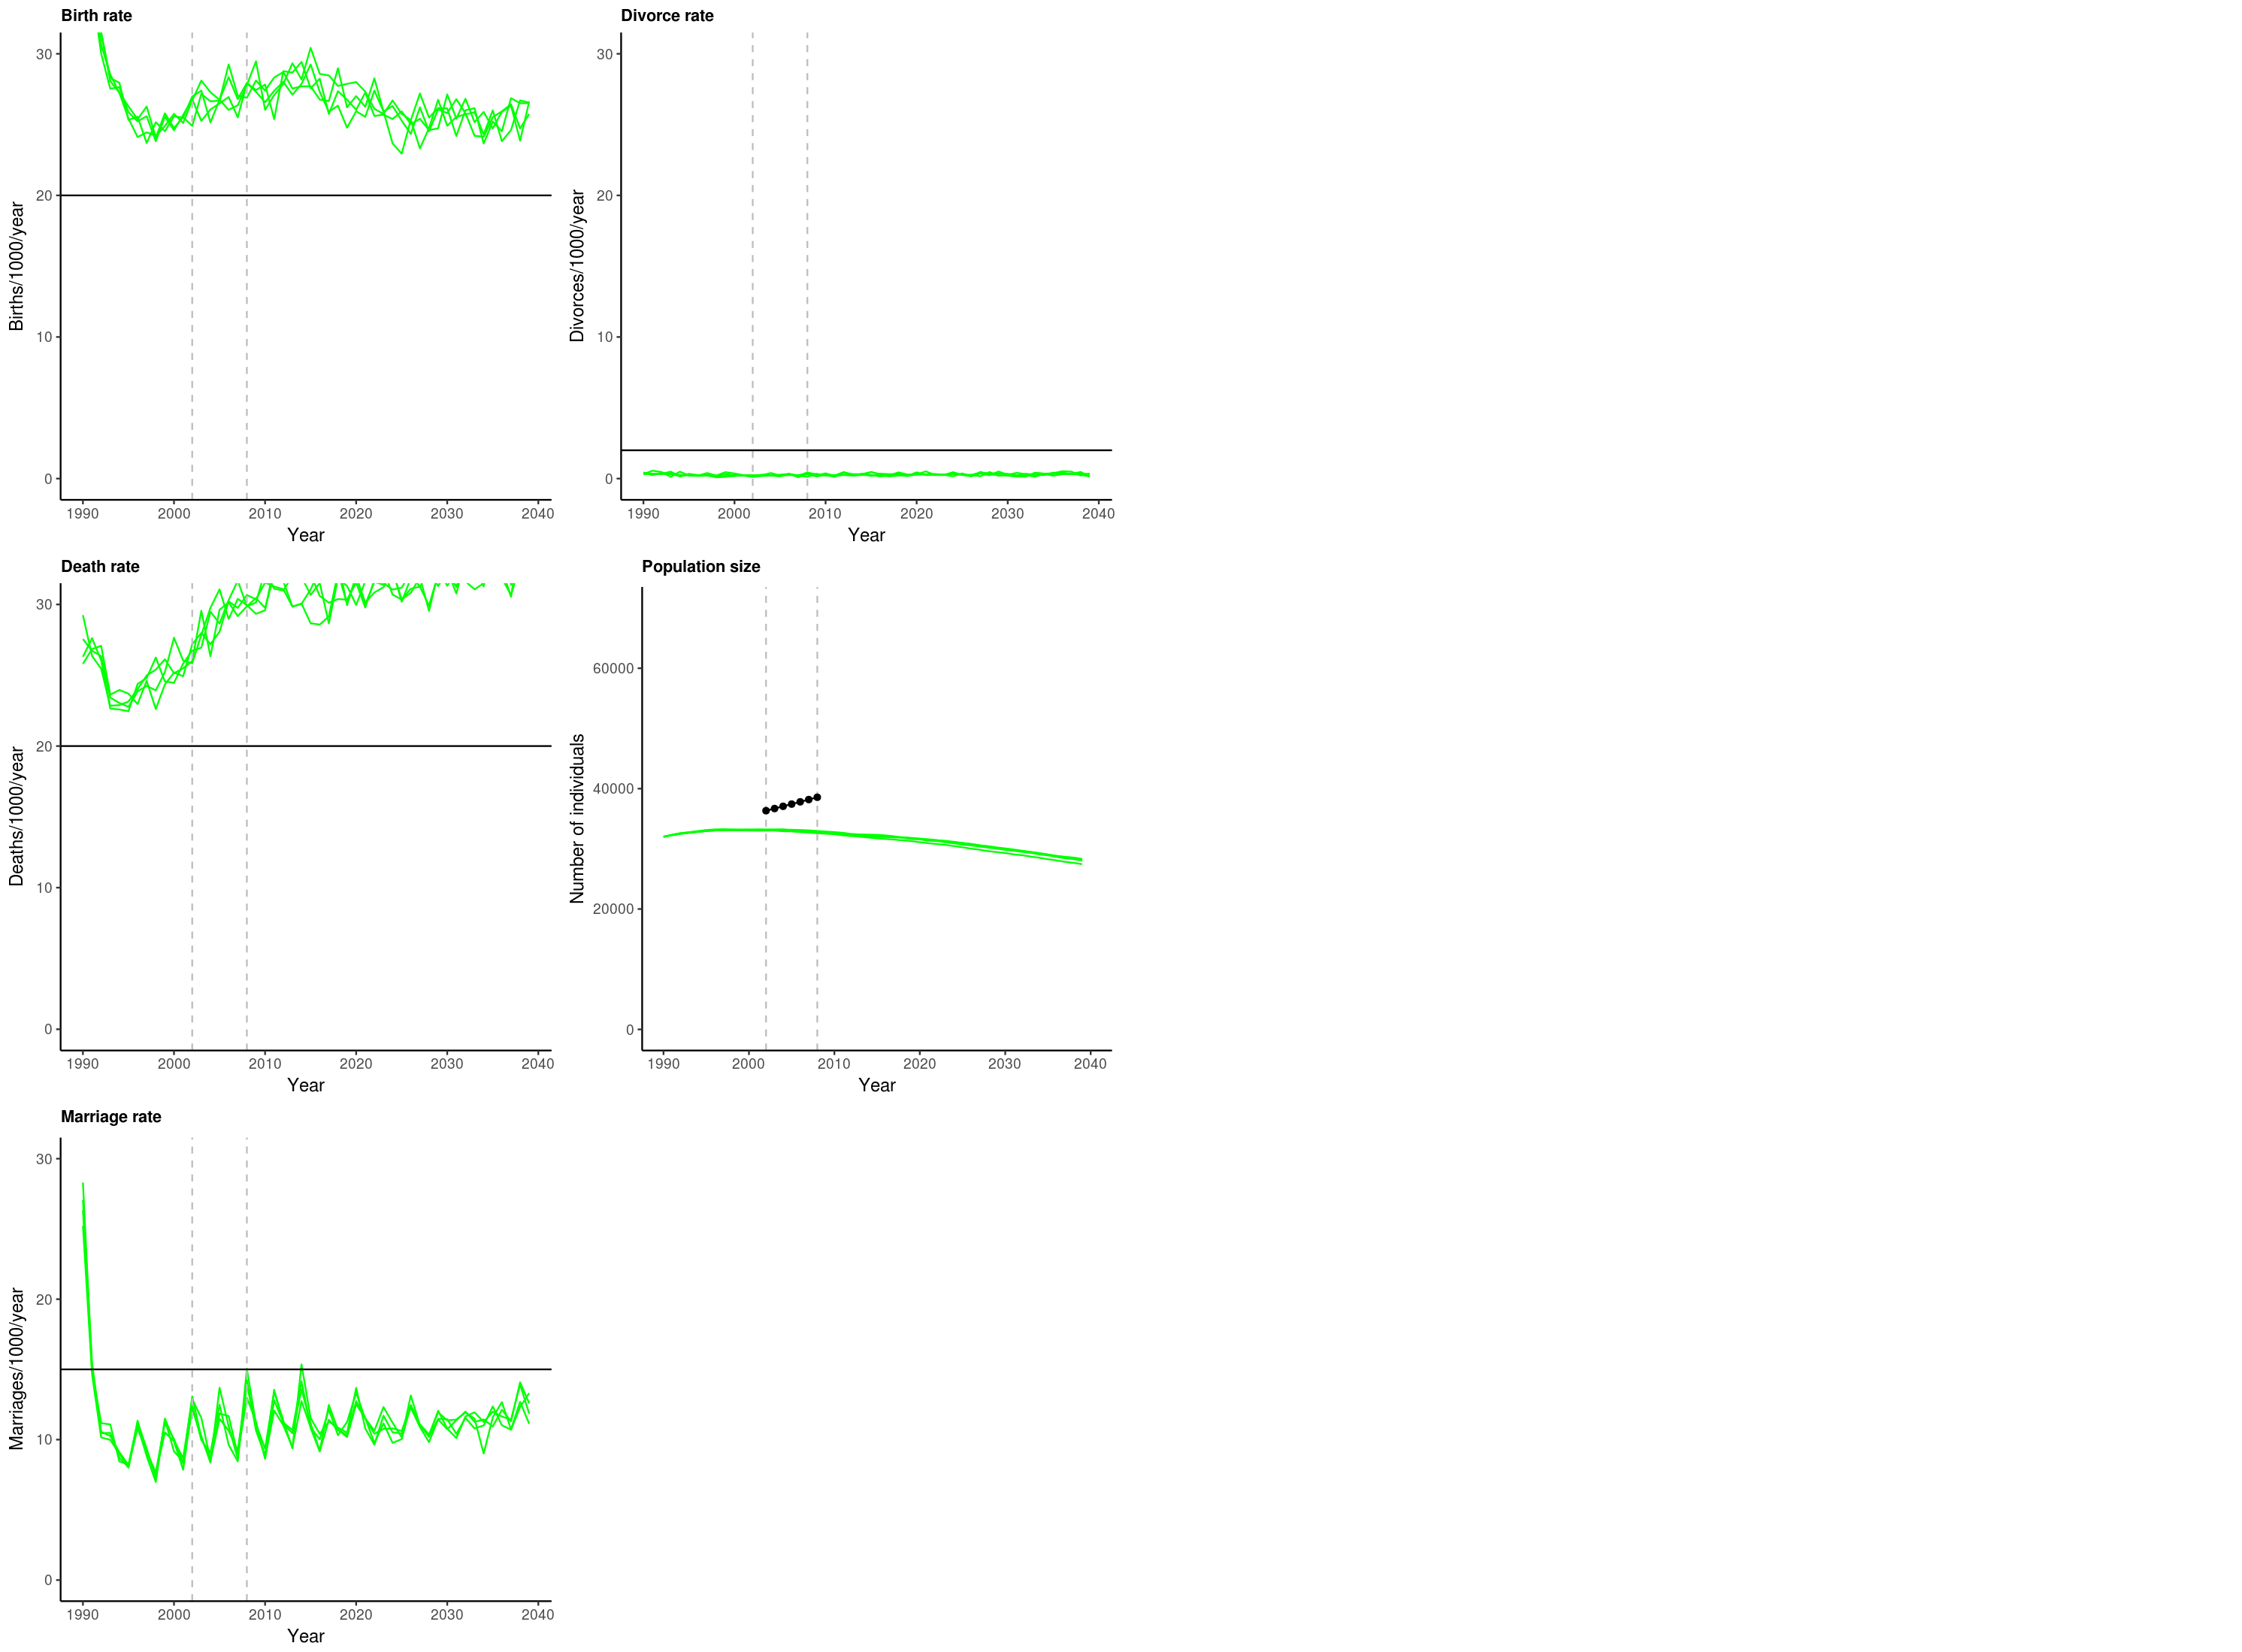 Birth rate
Births/1000/year
30
20
10
0
1990 2000 2010 2020 2030 2040
Year
Divorce rate
Divorces/1000/year
30
20
10
0
1990 2000 2010 2020 2030 2040
Year
Death rate
Deaths/1000/year
30
20
10
0
1990 2000 2010 2020 2030 2040
Year
Population size
Number of individuals
60000
40000
20000
0
1990 2000 2010 2020 2030 2040
Year
Marriage rate
Marriages/1000/year
30
20
10
0
1990 2000 2010 2020 2030 2040
Year